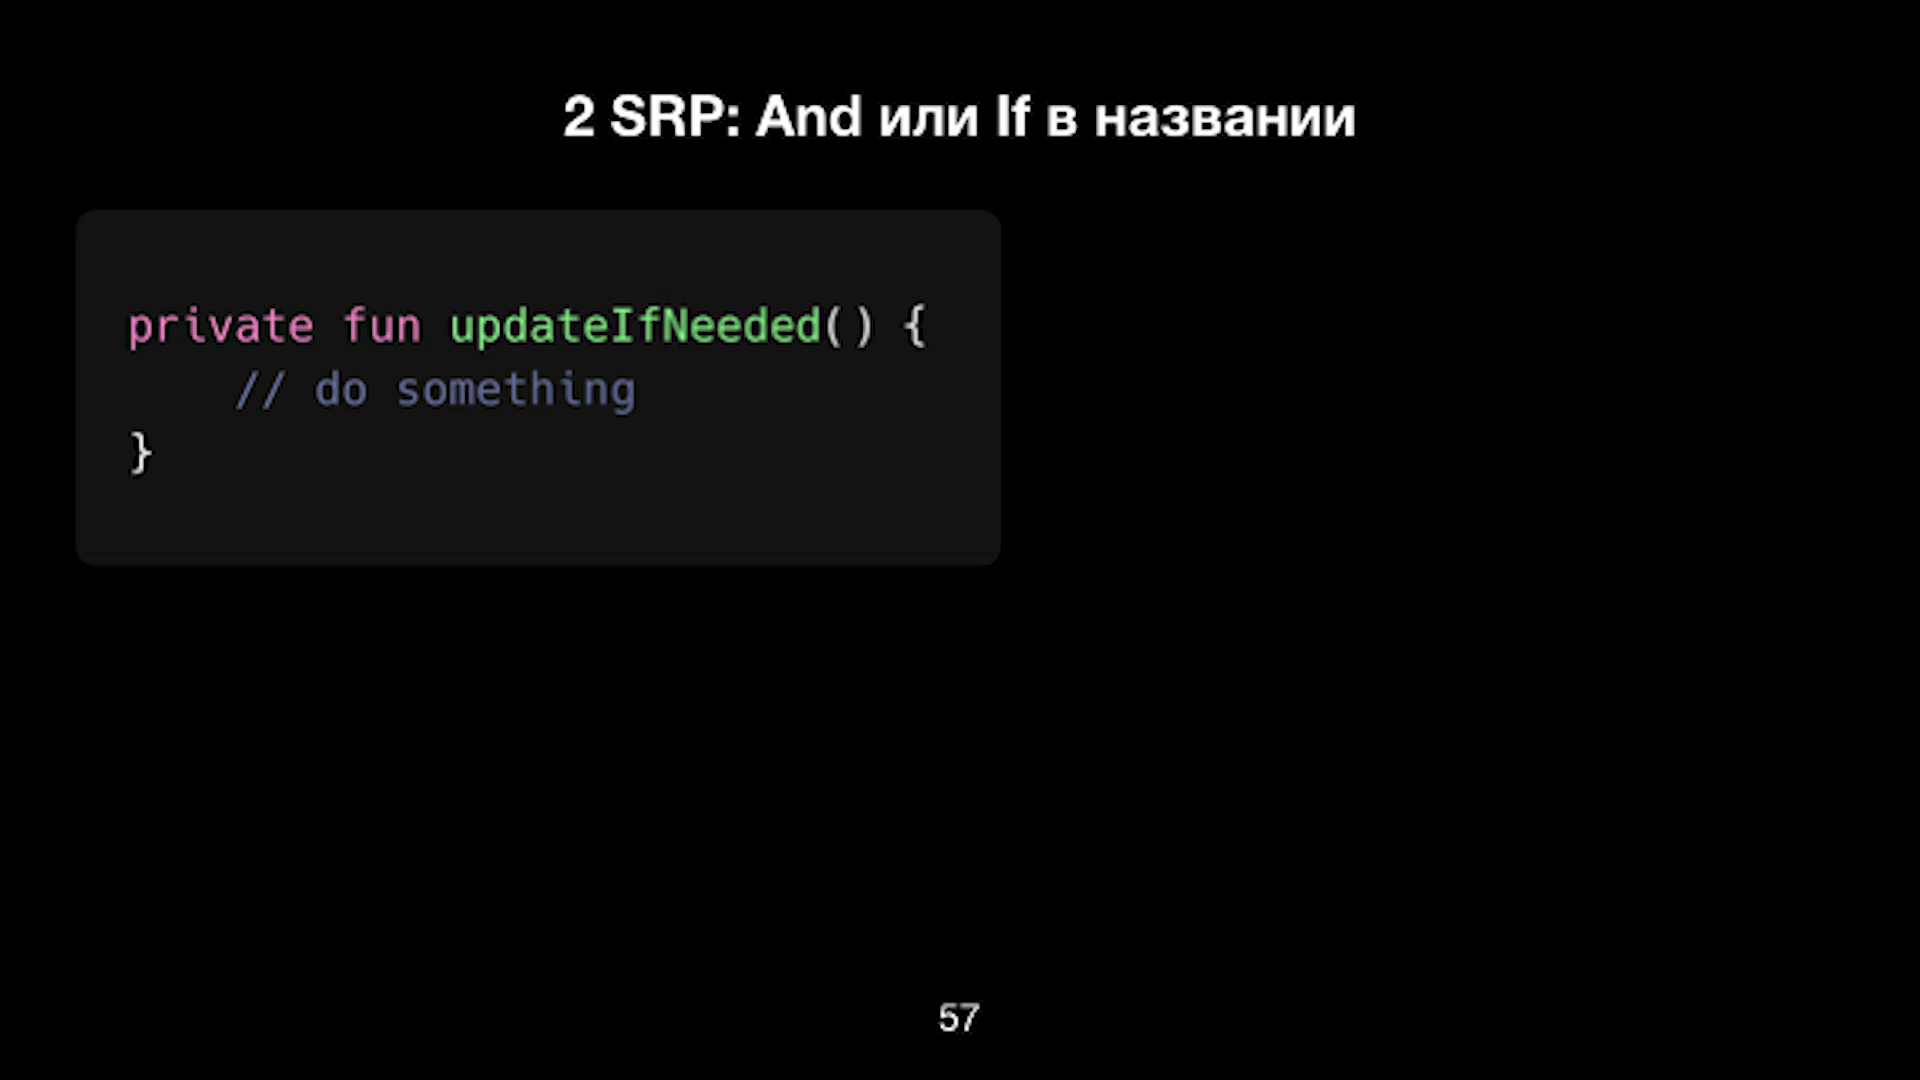 2 SRP: And или If в названии
private fun updateIfNeeded() {
    // do something
}
57